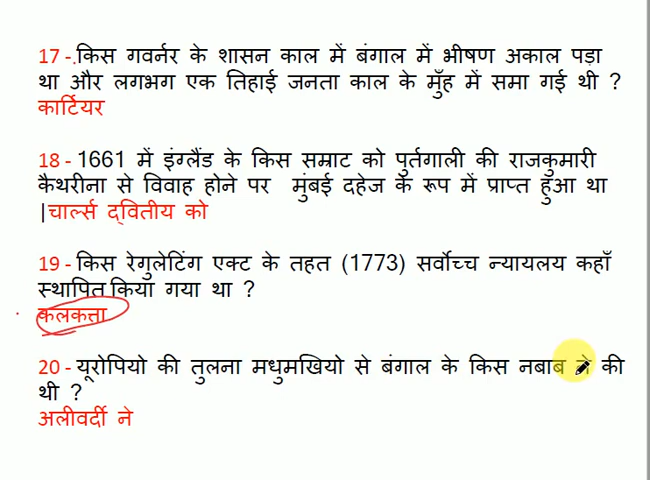 17 - किस गवर्नर के शासन काल में बंगाल में भीषण अकाल पड़ा
था और लगभग एक तिहाई जनता काल के मुँह में समा गई थी ?
कार्टियर
18 - 1661 में इंग्लैंड के किस सम्राट को पुर्तगाली की राजकुमारी
कैथरीना से विवाह होने पर मुंबई दहेज के रूप में प्राप्त हुआ था
|चार्ल्स द्वितीय को
19 - किस रेगुलेटिंग एक्ट के तहत (1773) सर्वोच्च न्यायलय कहाँ
स्थापित किया गया था ?
कलकत्ता
20 - यूरोपियो की तुलना मधुमखियो से बंगाल के किस नबाब ने की
थी ?
अलीवर्दी ने